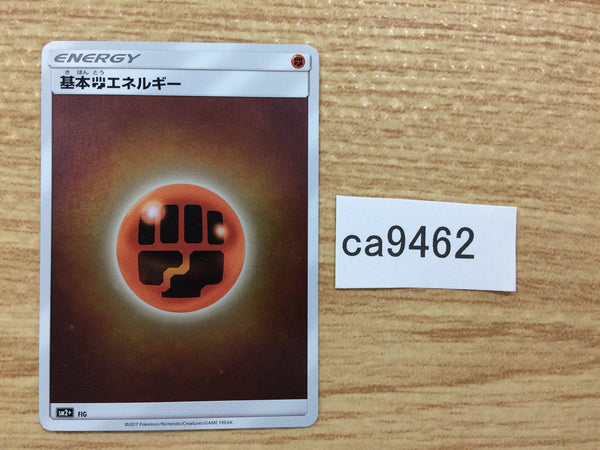 ENERGY
きほんとう
基本エネルギー
ca9462
SM2+ FIG
©2017 Pokémon/Nintendo/Creatures/GAME FREAK.